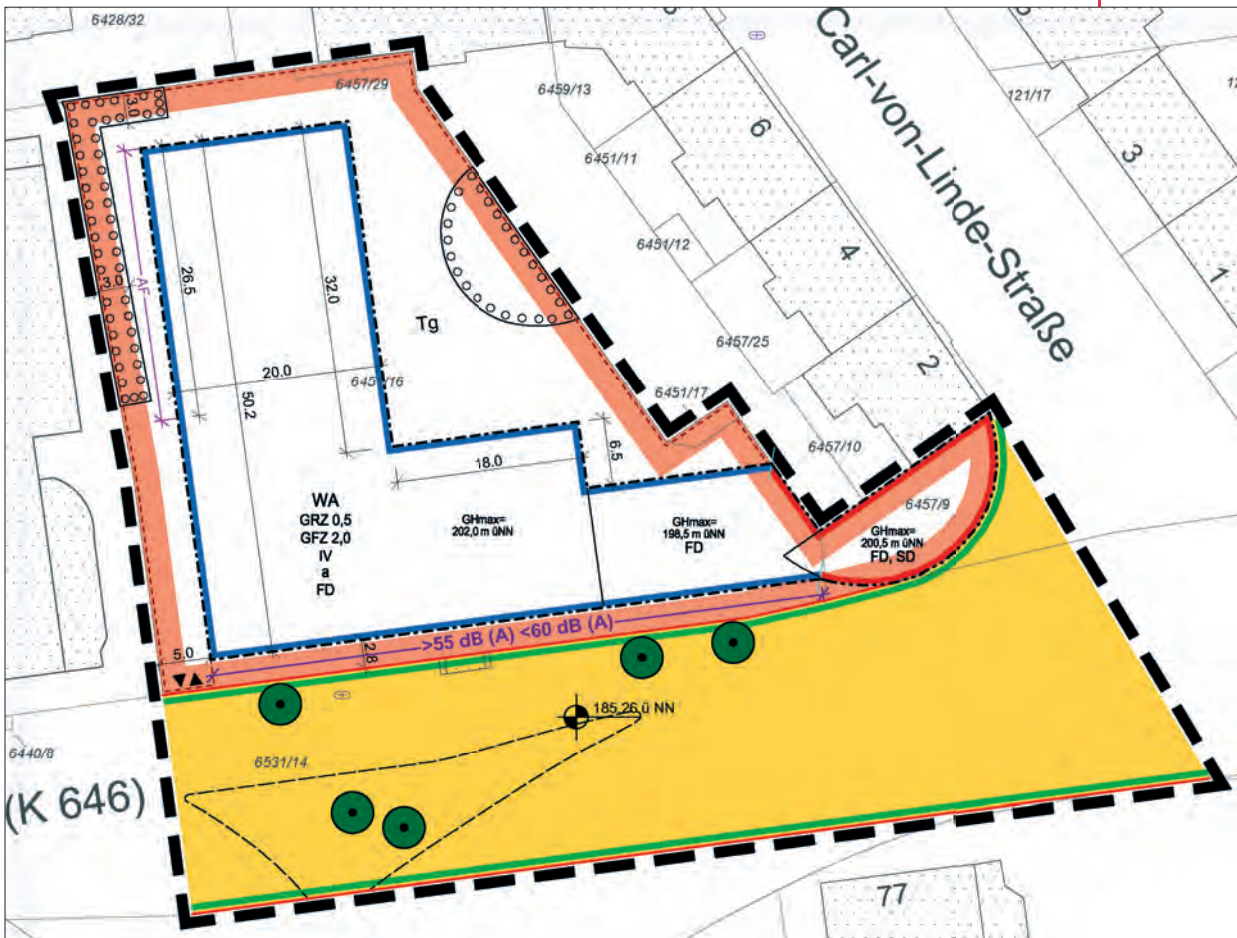 6428/32
Carl-von-Linde-Straße
6457/29
6459/13
121/17
3.0
6
3
6451/11
6451/12
4
1
AF
3.0
26.5
32.0
Tg
20.0
50.2
6457/25
2
6451/17
6457/10
6.5
18.0
6457/9
WA
GRZ 0,5
GFZ 2,0
IV
a
FD
GHmax=
202,0 m üNN
GHmax=
198,5 m üNN
FD
GHmax=
200,5 m üNN
FD, SD
>55 dB (A) <60 dB (A)
5.0
2.8
185,26 ü NN
6440/8
6531/14
(K 646)
77